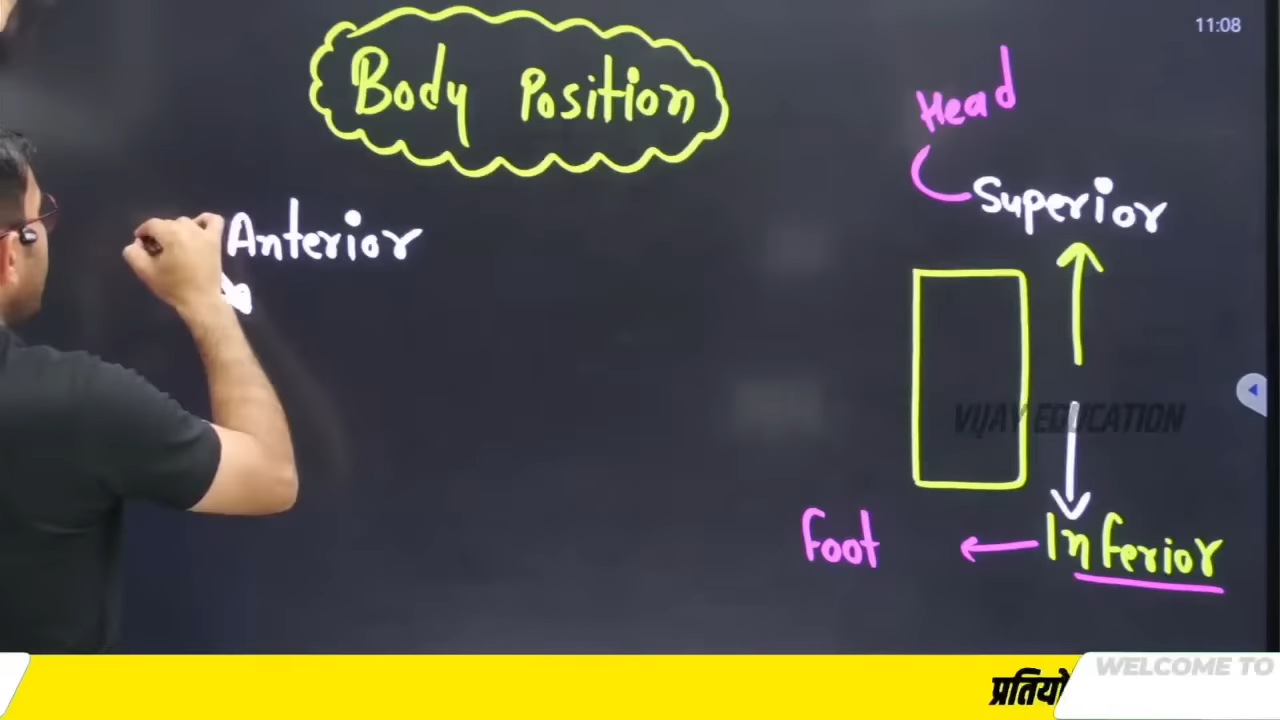 11:08
Body Position
Head
Superior
Anterior
VIJAY EDUCATION
Foot
Inferior
WELCOME TO